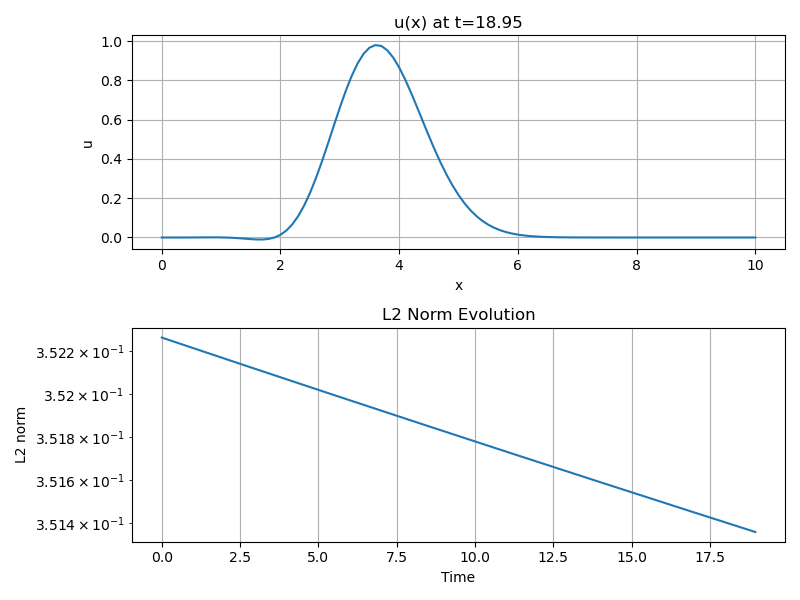 u(x) at t=18.95
1.0
0.8
0.6
0.4
0.2
0.0
u
0 2 4 6 8 10
x
L2 Norm Evolution
3.522 × 10⁻¹
3.52 × 10⁻¹
3.518 × 10⁻¹
3.516 × 10⁻¹
3.514 × 10⁻¹
L2 norm
0.0 2.5 5.0 7.5 10.0 12.5 15.0 17.5
Time